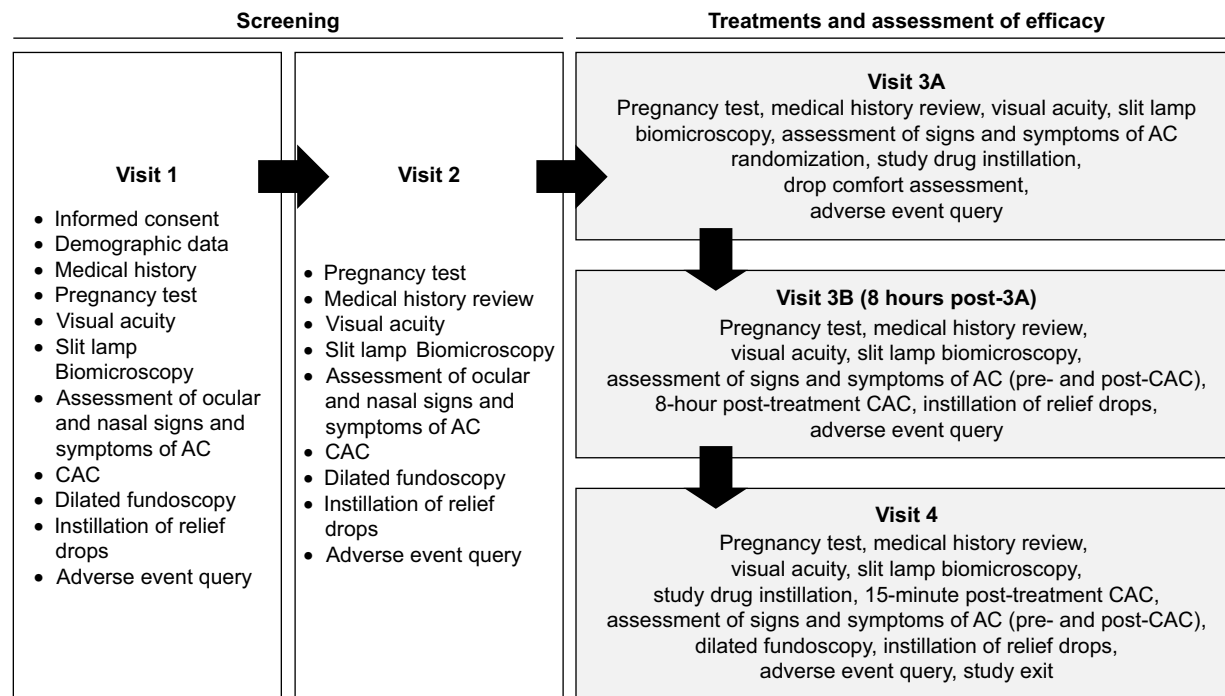 Screening
Visit 1
• Informed consent
• Demographic data
• Medical history
• Pregnancy test
• Visual acuity
• Slit lamp
Biomicroscopy
• Assessment of ocular
and nasal signs and
symptoms of AC
• CAC
• Dilated fundoscopy
• Instillation of relief
drops
• Adverse event query
Visit 2
• Pregnancy test
• Medical history review
• Visual acuity
• Slit lamp Biomicroscopy
• Assessment of ocular
and nasal signs and
symptoms of AC
• CAC
• Dilated fundoscopy
• Instillation of relief
drops
• Adverse event query
Treatments and assessment of efficacy
Visit 3A
Pregnancy test, medical history review, visual acuity, slit lamp
biomicroscopy, assessment of signs and symptoms of AC
randomization, study drug instillation,
drop comfort assessment,
adverse event query
Visit 3B (8 hours post-3A)
Pregnancy test, medical history review,
visual acuity, slit lamp biomicroscopy,
assessment of signs and symptoms of AC (pre- and post-CAC),
8-hour post-treatment CAC, instillation of relief drops,
adverse event query
Visit 4
Pregnancy test, medical history review,
visual acuity, slit lamp biomicroscopy,
study drug instillation, 15-minute post-treatment CAC,
assessment of signs and symptoms of AC (pre- and post-CAC),
dilated fundoscopy, instillation of relief drops,
adverse event query, study exit